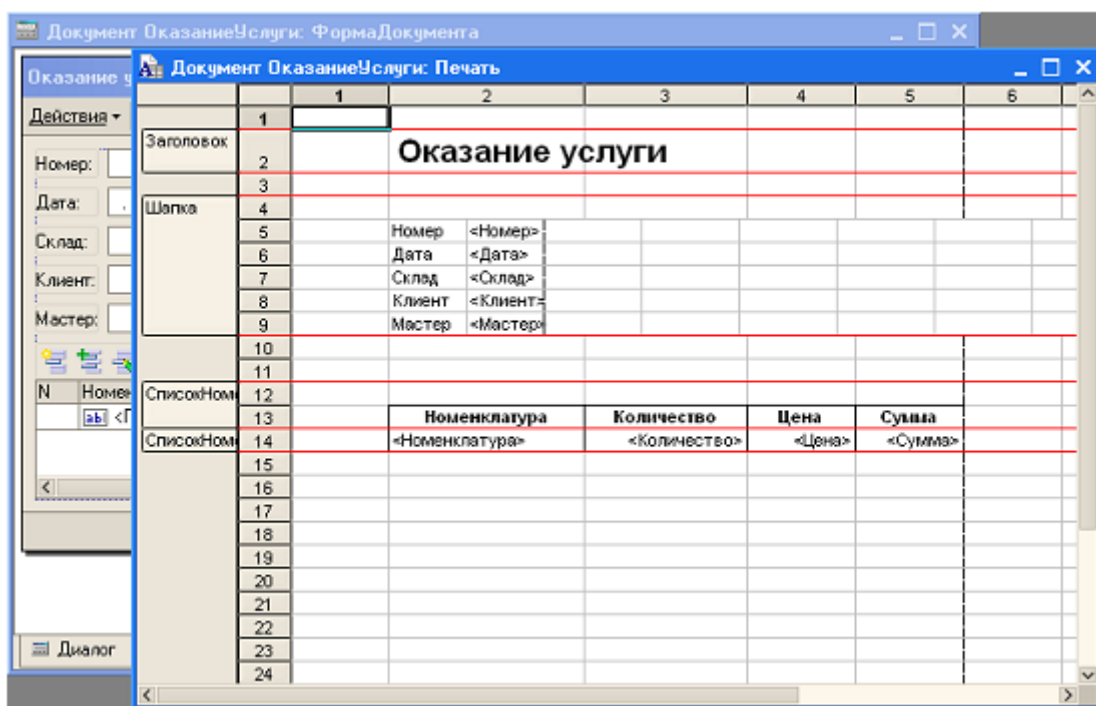 Документ ОказаниеУслуги: ФормаДокумента
Документ ОказаниеУслуги: Печать
Оказание у
Действия
Номер:
Дата:
Склад:
Клиент:
Мастер:
N Номен
ab <П
Диалог
1 2 3 4 5 6
1
Заголовок
2 Оказание услуги
3
Шапка
4
5 Номер <Номер>
6 Дата <Дата>
7 Склад <Склад>
8 Клиент <Клиент>
9 Мастер <Мастер>
10
11
СписокНом 12
13 Номенклатура Количество Цена Сумма
СписокНом 14 <Номенклатура> <Количество> <Цена> <Сумма>
15
16
17
18
19
20
21
22
23
24